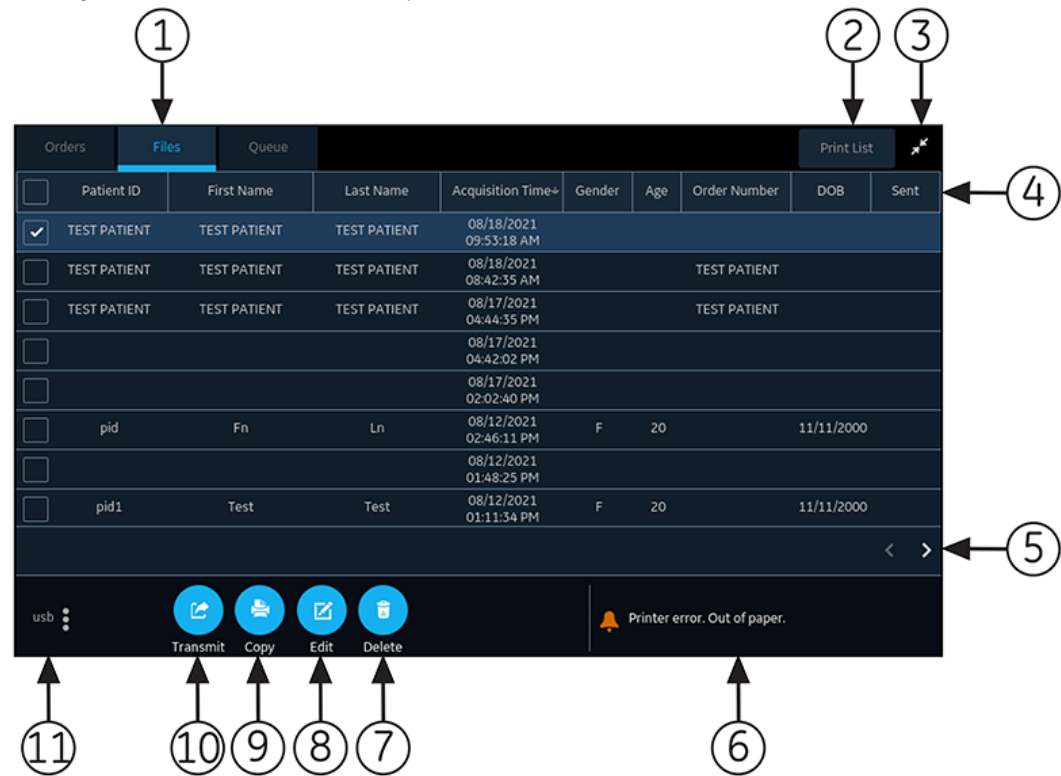 1 2 3
Orders Files Queue Print List
Patient ID First Name Last Name Acquisition Time Gender Age Order Number DOB Sent
4
TEST PATIENT TEST PATIENT TEST PATIENT 08/18/2021
09:53:18 AM
TEST PATIENT TEST PATIENT TEST PATIENT 08/18/2021 TEST PATIENT
08:42:35 AM
TEST PATIENT TEST PATIENT TEST PATIENT 08/17/2021 TEST PATIENT
04:44:35 PM
08/17/2021
04:42:02 PM
08/17/2021
02:02:40 PM
pid Fn Ln 08/12/2021 F 20 11/11/2000
02:46:11 PM
08/12/2021
01:48:25 PM
pid1 Test Test 08/12/2021 F 20 11/11/2000
01:11:34 PM
5
usb Printer error. Out of paper.
Transmit Copy Edit Delete
11 10 9 8 7 6